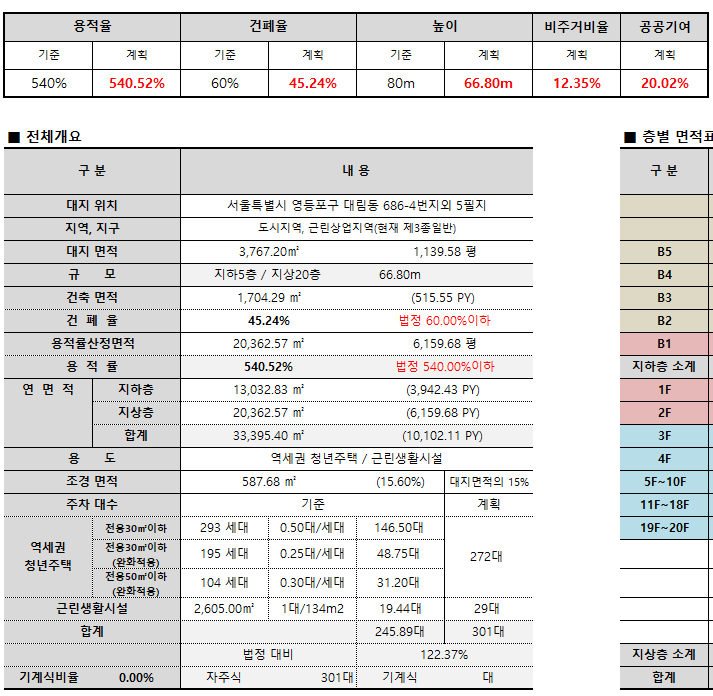 용적율 건폐율 높이 비주거비율 공공기여
기준 계획 기준 계획 기준 계획 계획 계획
540% 540.52% 60% 45.24% 80m 66.80m 12.35% 20.02%
■ 전체개요 ■ 층별 면적표
구 분 내 용 구 분
대지 위치 서울특별시 영등포구 대림동 686-4번지외 5필지
지역, 지구 도시지역, 근린상업지역(현재 제3종일반)
대지 면적 3,767.20㎡ 1,139.58 평 B5
규 모 지하5층 / 지상20층 66.80m B4
건축 면적 1,704.29 ㎡ (515.55 PY) B3
건 폐 율 45.24% 법정 60.00%이하 B2
용적률산정면적 20,362.57 ㎡ 6,159.68 평 B1
용 적 률 540.52% 법정 540.00%이하 지하층 소계
연 면 적 지하층 13,032.83 ㎡ (3,942.43 PY) 1F
지상층 20,362.57 ㎡ (6,159.68 PY) 2F
합계 33,395.40 ㎡ (10,102.11 PY) 3F
용 도 역세권 청년주택 / 근린생활시설 4F
조경 면적 587.68 ㎡ (15.60%) 대지면적의 15% 5F~10F
주차 대수 기준 계획 11F~18F
역세권 청년주택 전용30㎡이하 293 세대 0.50대/세대 146.50대 272대 19F~20F
전용30㎡이하 (완화적용) 195 세대 0.25대/세대 48.75대
전용50㎡이하 (완화적용) 104 세대 0.30대/세대 31.20대
근린생활시설 2,605.00㎡ 1대/134m2 19.44대 29대
합계 245.89대 301대
법정 대비 122.37% 지상층 소계
기계식비율 0.00% 자주식 301대 기계식 대 합계